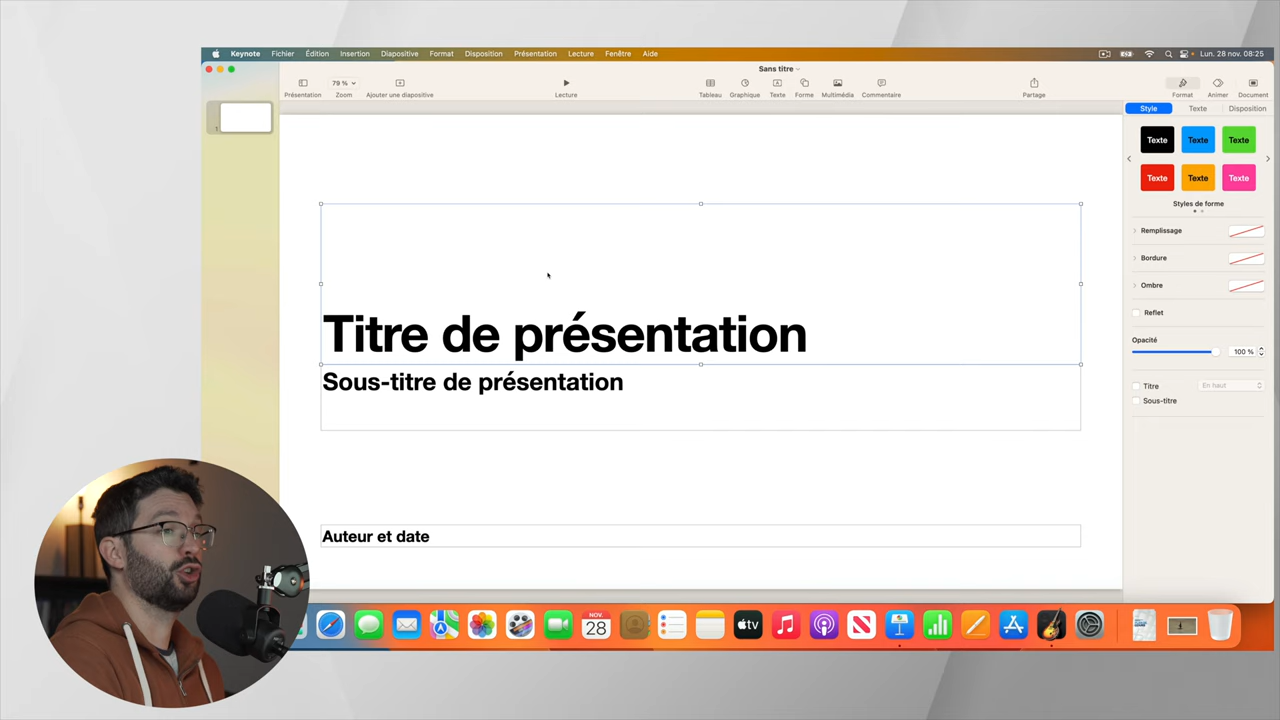 Keynote Fichier Édition Insertion Diapositive Format Disposition Présentation Lecture Fenêtre Aide Lun. 28 nov. 08:25
Sans titre
79 %
Présentation Zoom Ajouter une diapositive Lecture Tableau Graphique Texte Forme Multimédia Commentaire Partage Format Animer Document
Style Texte Disposition
Texte Texte Texte
Texte Texte Texte
Styles de forme
Remplissage
Bordure
Ombre
Reflet
Opacité
100 %
Titre En haut
Sous-titre
1
Titre de présentation
Sous-titre de présentation
Auteur et date
NOV.
28
tv